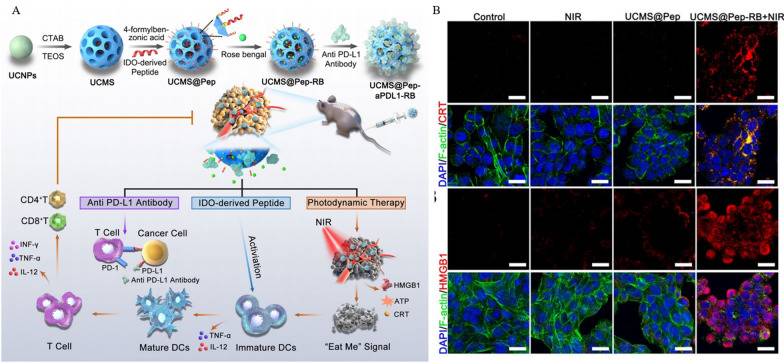 A
CTAB
TEOS
4-formylben-
zonic acid
IDO-derived
Peptide
Rose bengal
Anti PD-L1
Antibody
UCNPs
UCMS
UCMS@Pep
UCMS@Pep-RB
UCMS@Pep-
aPDL1-RB
CD4+T
CD8+T
INF-γ
TNF-α
IL-12
Anti PD-L1 Antibody
IDO-derived Peptide
Photodynamic Therapy
T Cell
Cancer Cell
PD-1
PD-L1
Anti PD-L1 Antibody
Activiation
NIR
HMGB1
ATP
CRT
TNF-α
IL-12
T Cell
Mature DCs
Immature DCs
"Eat Me" Signal
B
Control
NIR
UCMS@Pep
UCMS@Pep-RB+NIR
DAPI/F-actin/CRT
DAPI/F-actin/HMGB1